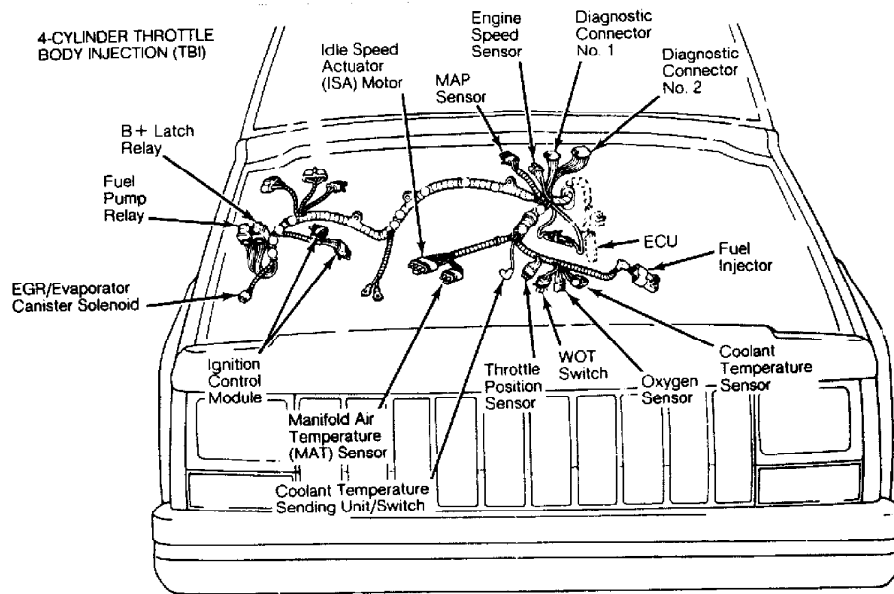 4-CYLINDER THROTTLE
BODY INJECTION (TBI)
Idle Speed
Actuator
(ISA) Motor
Engine
Speed
Sensor
MAP
Sensor
Diagnostic
Connector
No. 1
Diagnostic
Connector
No. 2
B+ Latch
Relay
Fuel
Pump
Relay
EGR/Evaporator
Canister Solenoid
ECU
Fuel
Injector
Ignition
Control
Module
Manifold Air
Temperature
(MAT) Sensor
Coolant Temperature
Sending Unit/Switch
Throttle
Position
Sensor
WOT
Switch
Oxygen
Sensor
Coolant
Temperature
Sensor